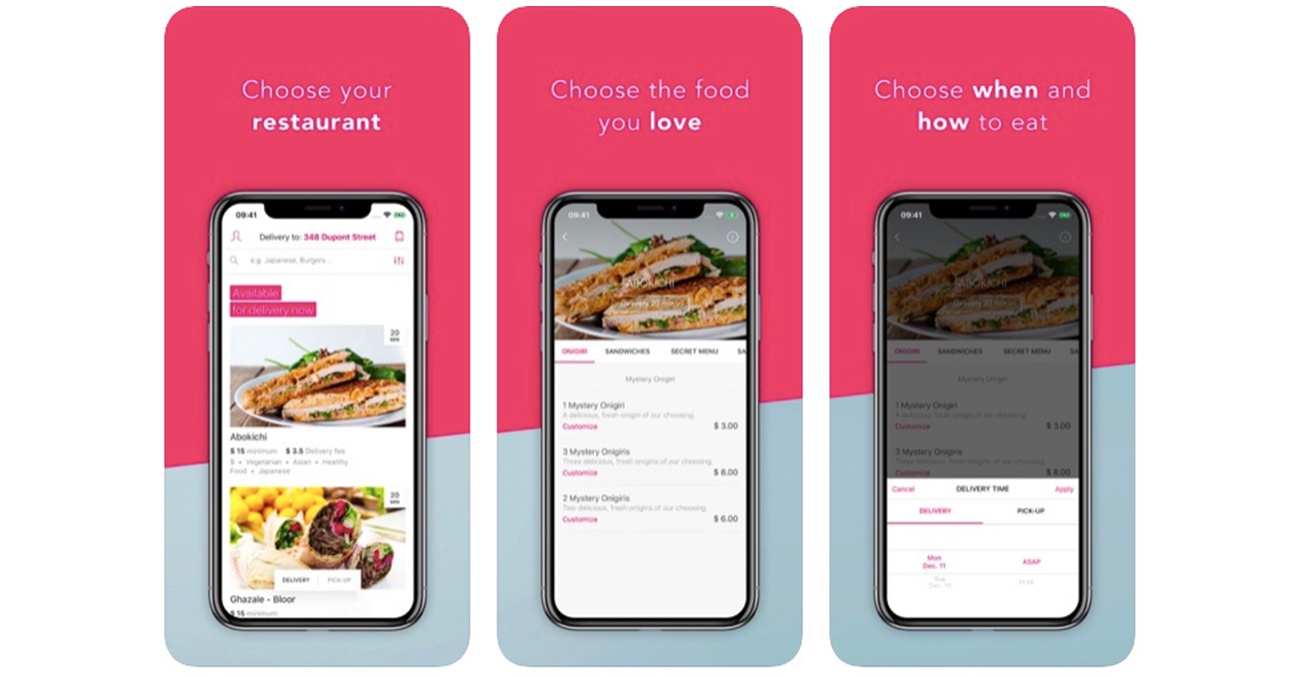 Choose your
restaurant
09:41
Delivery to: 348 Dupont Street
e.g. Japanese, Burgers...
Available
for delivery now
20
MIN
Abokichi
$ 15 minimum $ 3.5 Delivery fee
$ • Vegetarian • Asian • Healthy
Food • Japanese
20
MIN
DELIVERY PICK-UP
Ghazale - Bloor
$ 15 minimum
Choose the food
you love
09:41
ABOKICHI
Delivery 20 min
ONIGIRI SANDWICHES SECRET MENU SA
Mystery Onigiri
1 Mystery Onigiri
A delicious, fresh onigiri of our choosing.
Customize $ 3.00
3 Mystery Onigiris
Three delicious, fresh onigiris of our choosing.
Customize $ 8.00
2 Mystery Onigiris
Two delicious, fresh onigiris of our choosing.
Customize $ 6.00
Choose when and
how to eat
09:41
ABOKICHI
Delivery 20 min
ONIGIRI SANDWICHES SECRET MENU SA
Mystery Onigiri
1 Mystery Onigiri
A delicious, fresh onigiri of our choosing.
Customize $ 3.00
3 Mystery Onigiris
Three delicious, fresh onigiris of our choosing.
Customize $ 8.00
Cancel DELIVERY TIME Apply
DELIVERY PICK-UP
Mon
Dec. 11 ASAP
Tue